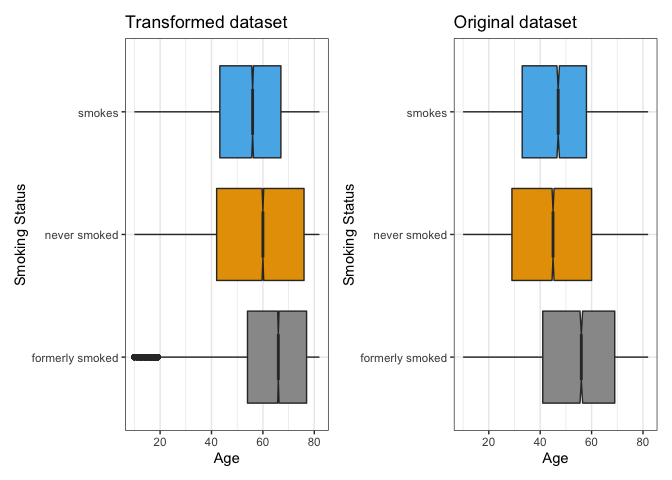 Transformed dataset
Smoking Status
smokes
never smoked
formerly smoked
20 40 60 80
Age
Original dataset
Smoking Status
smokes
never smoked
formerly smoked
20 40 60 80
Age